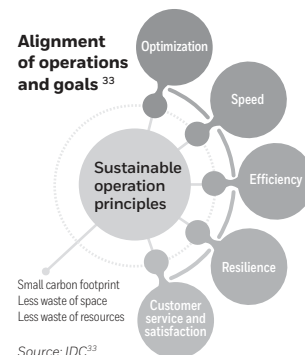 Alignment
of operations
and goals 33
Optimization
Speed
Efficiency
Resilience
Customer
service and
satisfaction
Sustainable
operation
principles
Small carbon footprint
Less waste of space
Less waste of resources
Source: IDC33